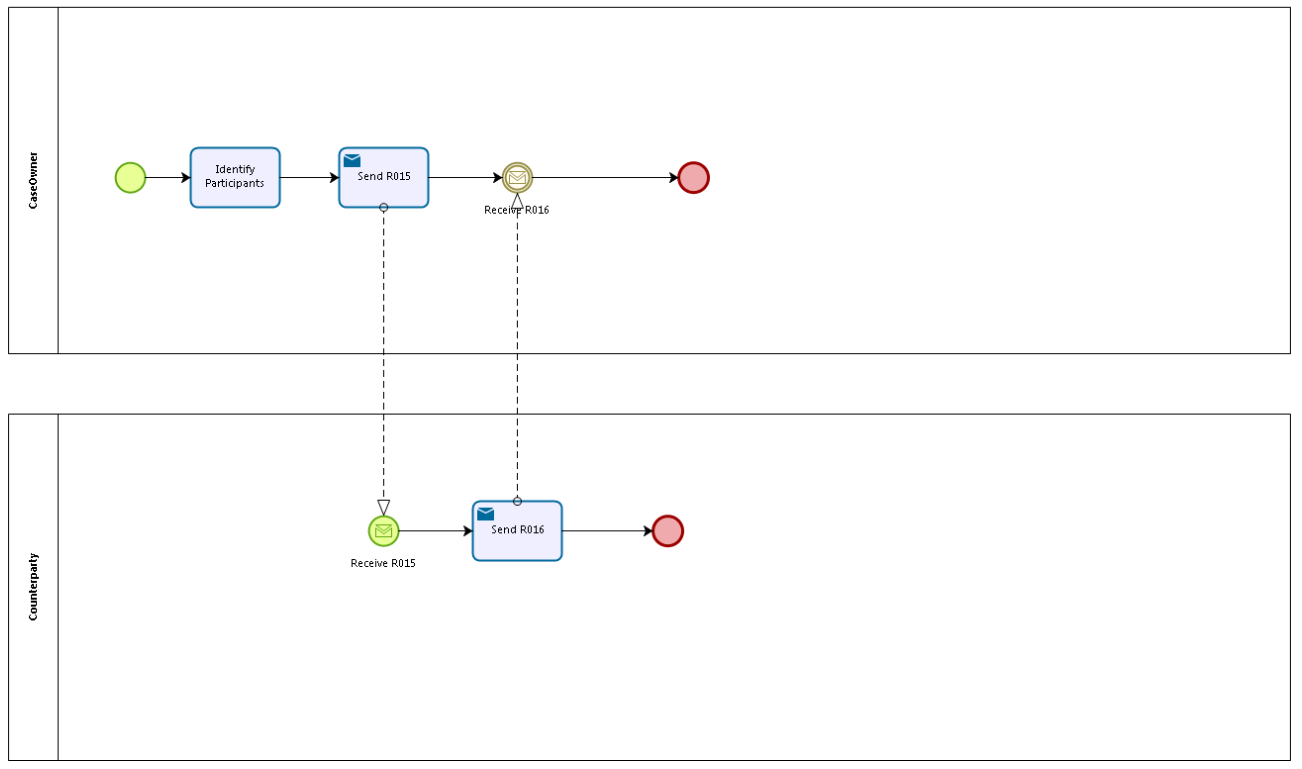 CaseOwner
Identify
Participants
Send R015
Receive R016
Counterparty
Receive R015
Send R016